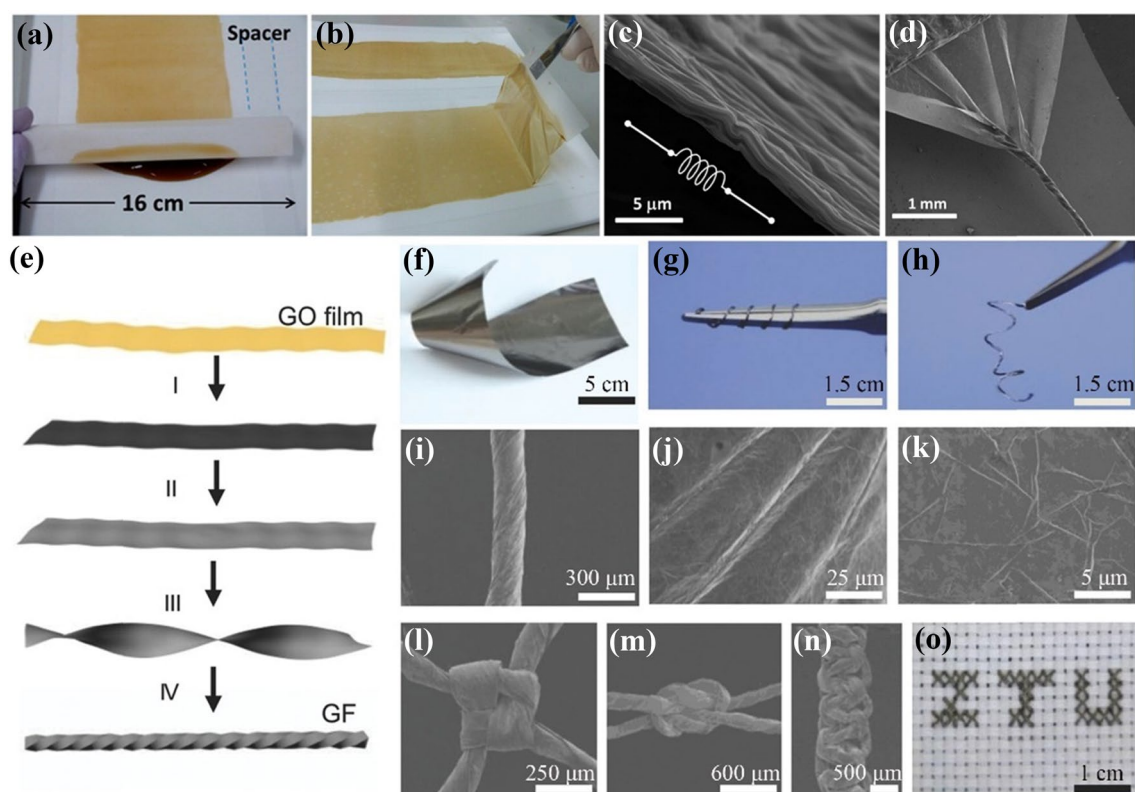 (a)
Spacer
16 cm
(b)
(c)
5 µm
(d)
1 mm
(e)
GO film
I
II
III
IV
GF
(f)
5 cm
(g)
1.5 cm
(h)
1.5 cm
(i)
300 µm
(j)
25 µm
(k)
5 µm
(l)
250 µm
(m)
600 µm
(n)
500 µm
(o)
ITU
1 cm